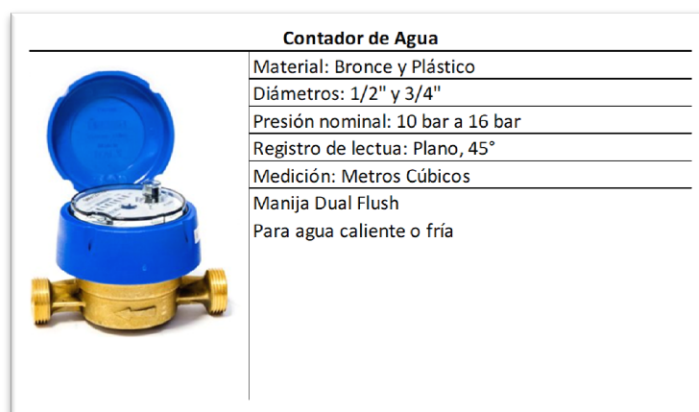 Contador de Agua
Material: Bronce y Plástico
Diámetros: 1/2" y 3/4"
Presión nominal: 10 bar a 16 bar
Registro de lectua: Plano, 45°
Medición: Metros Cúbicos
Manija Dual Flush
Para agua caliente o fría